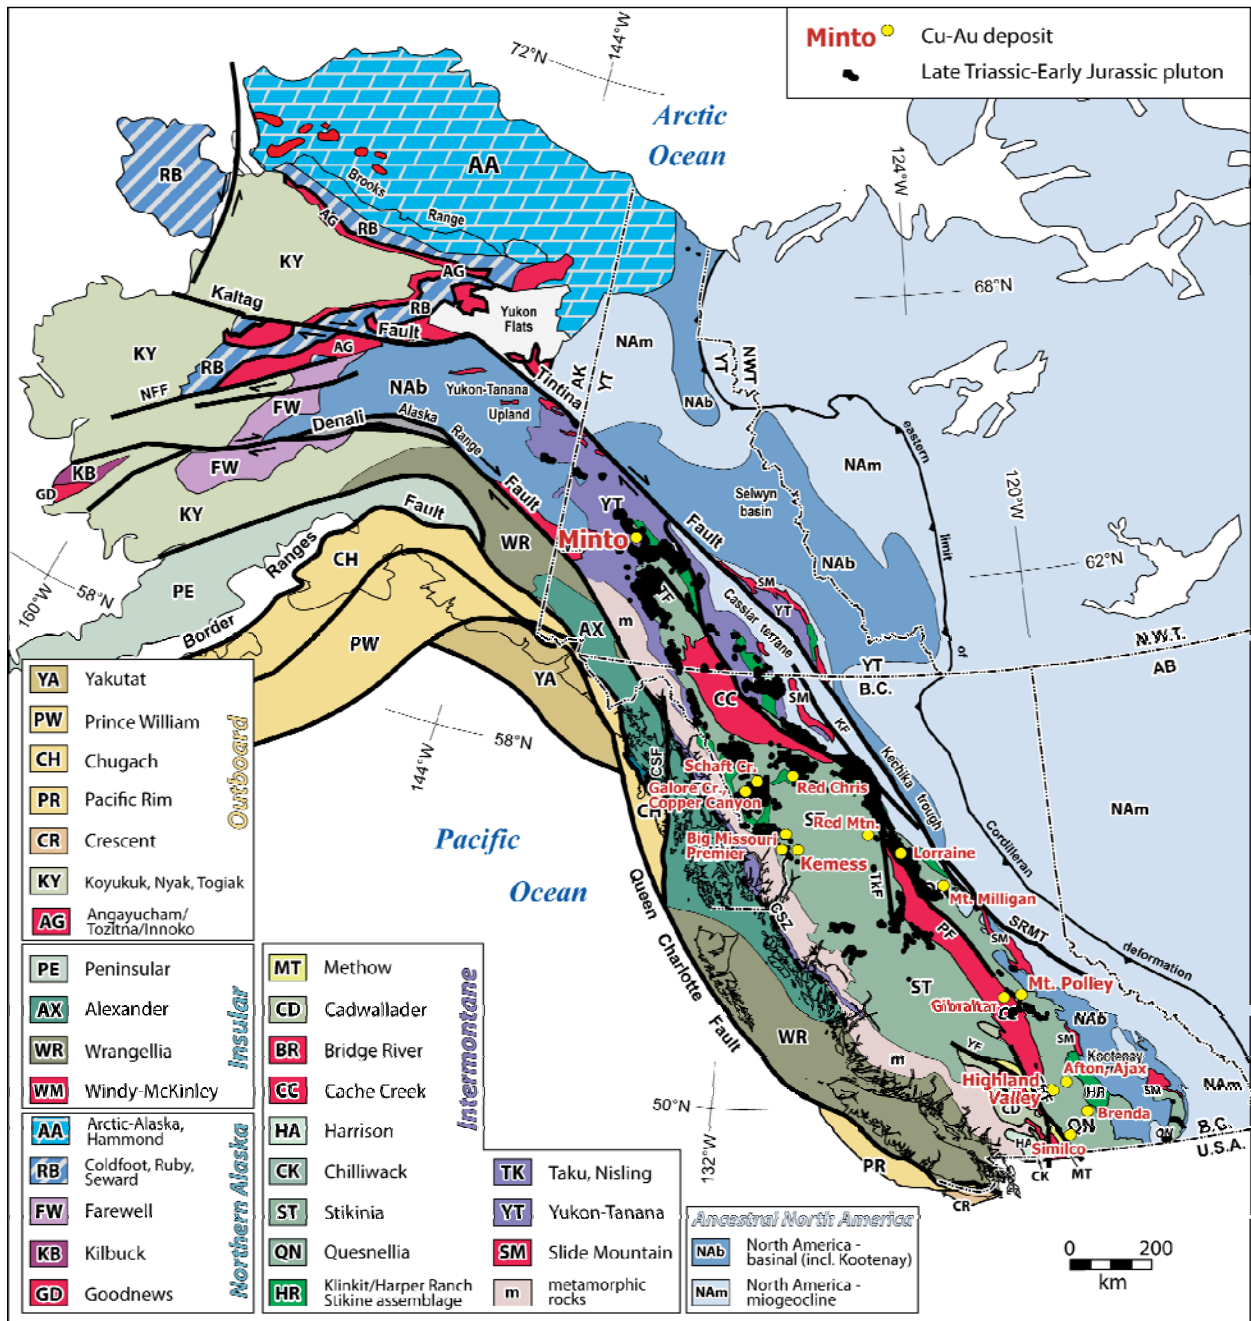 Minto
Cu-Au deposit
Late Triassic-Early Jurassic pluton
72°N
144°W
Arctic
Ocean
124°W
68°N
RB
AA
Brooks
Range
AG
RB
KY
AG
Kaltag
RB
Fault
Yukon
Flats
NAm
AK
YT
NWT
YT
KY
RB
AG
NFF
NAb
Yukon-Tanana
Upland
Tintina
NAb
FW
Denali
Alaska
Range
eastern
NAm
KB
FW
GD
KY
Fault
Fault
YT
Selwyn
basin
120°W
limit
Fault
Minto
WR
NAb
62°N
Ranges
CH
160°W
58°N
PE
Border
TF
SM
YT
Cassiar terrane
m
AX
PW
of
N.W.T.
AB
YT
B.C.
YA
CC
SM
KF
58°N
144°W
CSF
Schaft Cr.
Galore Cr.,
Copper Canyon
Red Chris
CH
Kechika
trough
NAm
ST
Red Mtn.
Cordilleran
Pacific
Ocean
Big Missouri
Premier
Kemess
Lorraine
TkF
QN
Mt. Milligan
Queen
Charlotte
Fault
CSZ
PF
SM
SRMT
deformation
ST
Mt. Polley
Gibraltar
CC
NAb
WR
m
YF
SM
Kootenay
Afton, Ajax
Highland
Valley
HR
SM
NAm
CD
Brenda
50°N
QN
QN
B.C.
U.S.A.
HA
Similco
132°W
PR
CK
MT
CR
YA Yakutat
PW Prince William
CH Chugach
PR Pacific Rim
CR Crescent
KY Koyukuk, Nyak, Togiak
AG Angayucham/
Tozitna/Innoko
Outboard
PE Peninsular
AX Alexander
WR Wrangellia
WM Windy-McKinley
Insular
AA Arctic-Alaska,
Hammond
RB Coldfoot, Ruby,
Seward
FW Farewell
KB Kilbuck
GD Goodnews
Northern Alaska
MT Methow
CD Cadwallader
BR Bridge River
CC Cache Creek
HA Harrison
CK Chilliwack
ST Stikinia
QN Quesnellia
HR Klinkit/Harper Ranch
Stikine assemblage
Intermontane
TK Taku, Nisling
YT Yukon-Tanana
SM Slide Mountain
m metamorphic
rocks
Ancestral North America
NAb North America -
basinal (incl. Kootenay)
NAm North America -
miogeocline
0 200
km